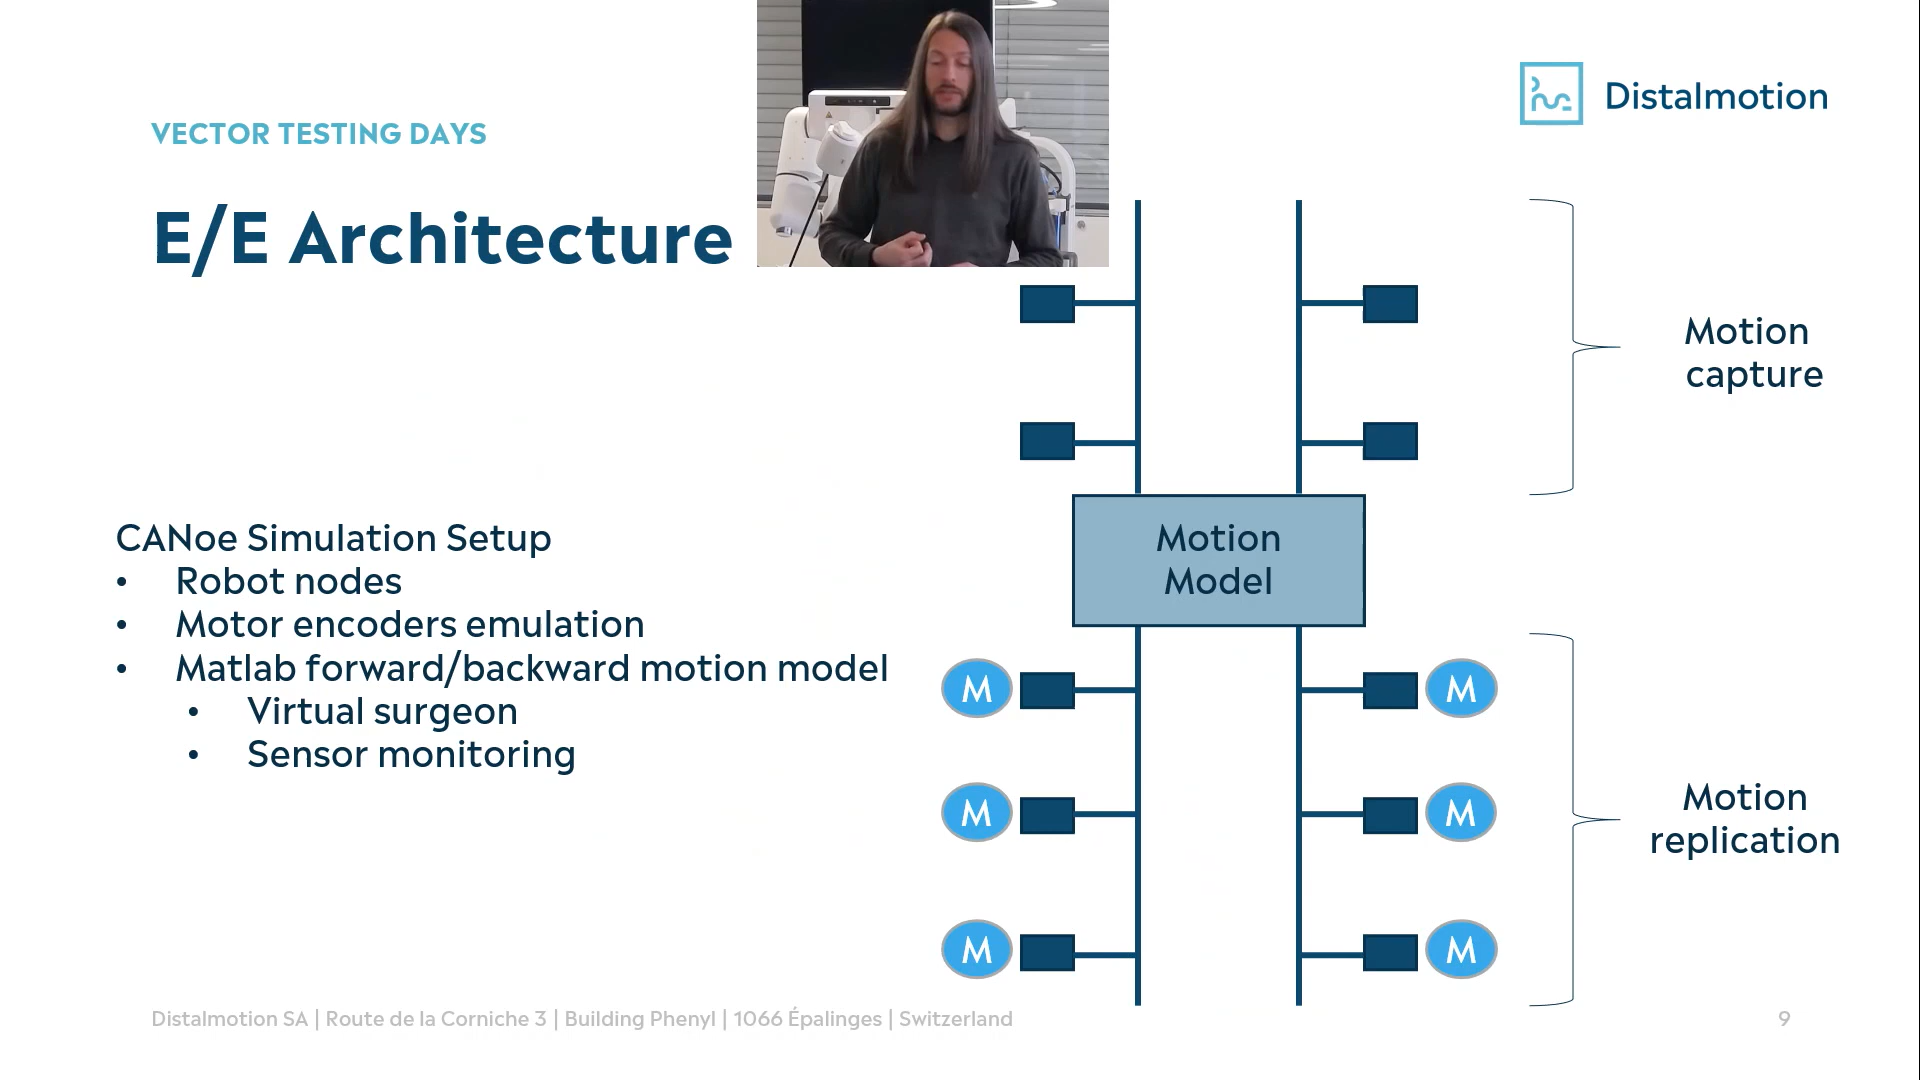 Distalmotion
VECTOR TESTING DAYS
E/E Architecture
Motion
capture
CANoe Simulation Setup
• Robot nodes
• Motor encoders emulation
• Matlab forward/backward motion model
• Virtual surgeon
• Sensor monitoring
Motion
Model
M M
M M
M M
Motion
replication
Distalmotion SA | Route de la Corniche 3 | Building Phenyl | 1066 Épalinges | Switzerland
9